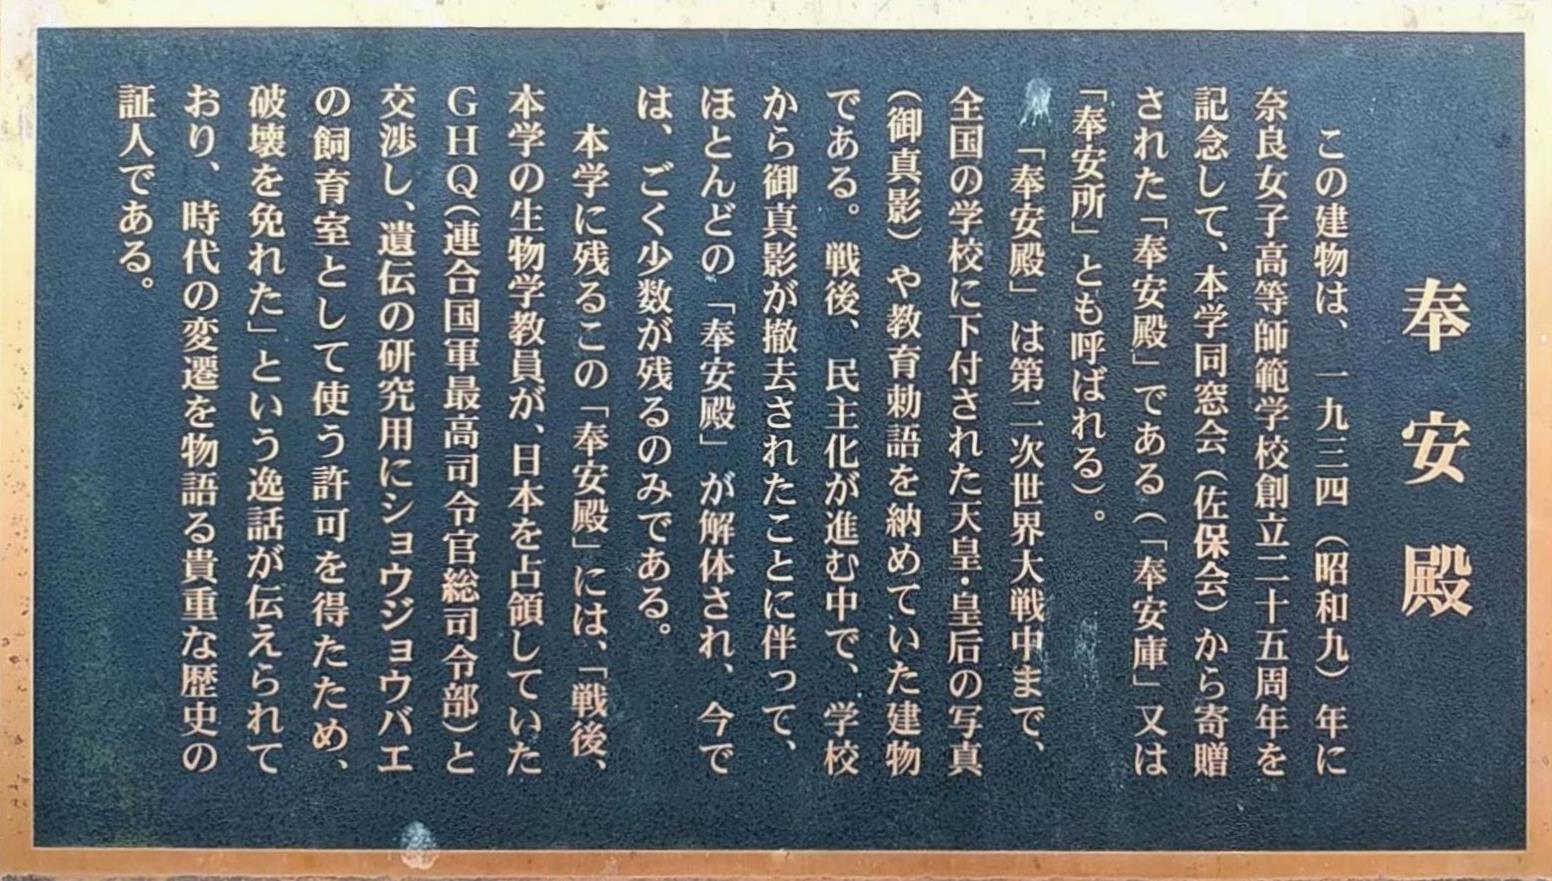 奉安殿
この建物は、一九三四（昭和九）年に
奈良女子高等師範学校創立二十五周年を
記念して、本学同窓会（佐保会）から寄贈
された「奉安殿」である（「奉安庫」又は
「奉安所」とも呼ばれる）。
「奉安殿」は第二次世界大戦中まで、
全国の学校に下付された天皇・皇后の写真
（御真影）や教育勅語を納めていた建物
である。戦後、民主化が進む中で、学校
から御真影が撤去されたことに伴って、
ほとんどの「奉安殿」が解体され、今で
は、ごく少数が残るのみである。
本学に残るこの「奉安殿」には、「戦後、
本学の生物学教員が、日本を占領していた
GHQ（連合国軍最高司令官総司令部）と
交渉し、遺伝の研究用にショウジョウバエ
の飼育室として使う許可を得たため、
破壊を免れた」という逸話が伝えられて
おり、時代の変遷を物語る貴重な歴史の
証人である。